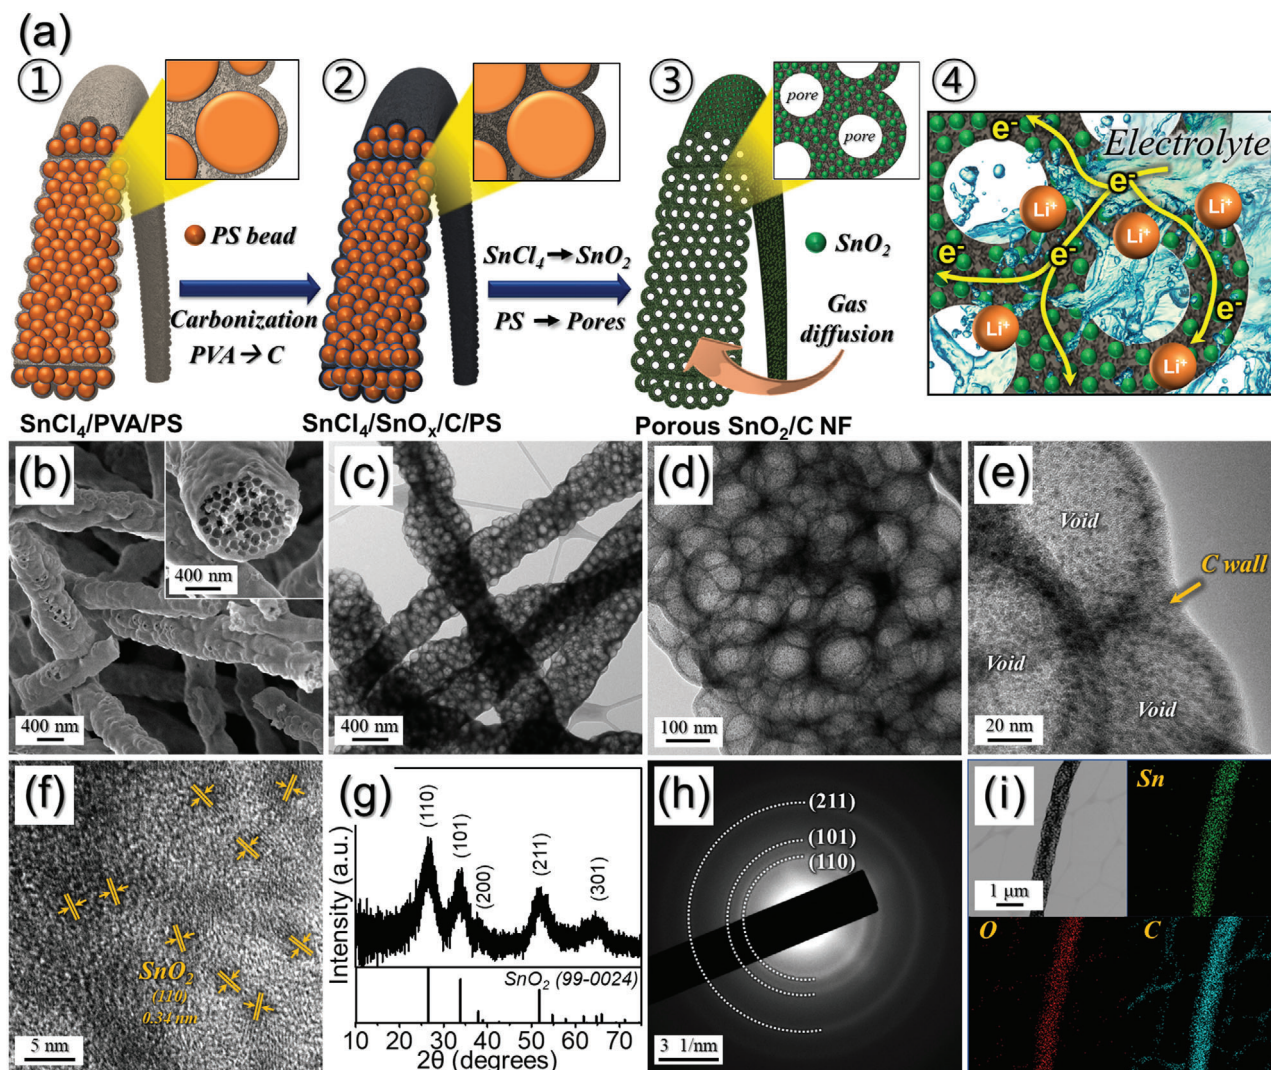 (a)
①
②
③
④
pore
pore
e-
Electrolyte
e-
Li+
Li+
Li+
e-
e-
e-
Li+
Li+
PS bead
Carbonization
PVA→ C
SnCl4→SnO2
PS → Pores
SnO2
Gas
diffusion
SnCl4/PVA/PS
SnCl4/SnOx/C/PS
Porous SnO2/C NF
(b)
400 nm
400 nm
(c)
400 nm
(d)
100 nm
(e)
Void
C wall
Void
Void
20 nm
(f)
SnO2
(110)
0.34 nm
5 nm
(g)
Intensity (a.u.)
(110)
(101)
(200)
(211)
(301)
SnO2 (99-0024)
10 20 30 40 50 60 70
2θ (degrees)
(h)
(211)
(101)
(110)
3 1/nm
(i)
1 μm
Sn
O
C